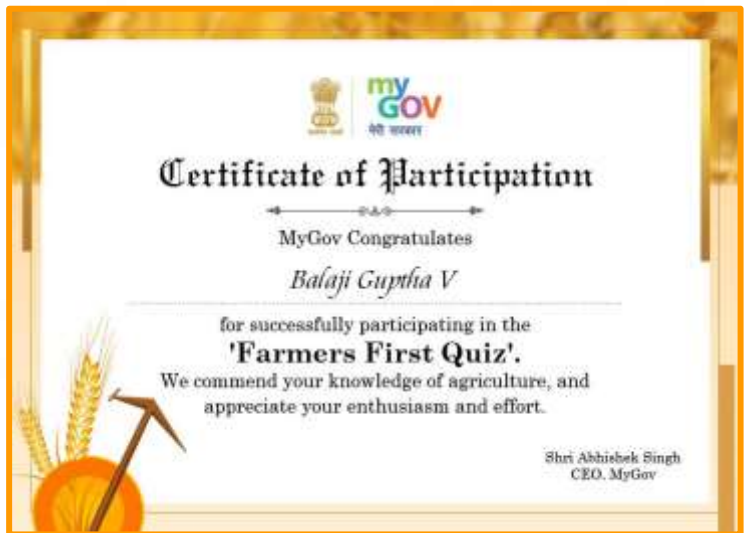 my
GOV
मेरी सरकार
Certificate of Participation
MyGov Congratulates
Balaji Guptha V
for successfully participating in the
'Farmers First Quiz'.
We commend your knowledge of agriculture, and
appreciate your enthusiasm and effort.
Shri Abhishek Singh
CEO, MyGov